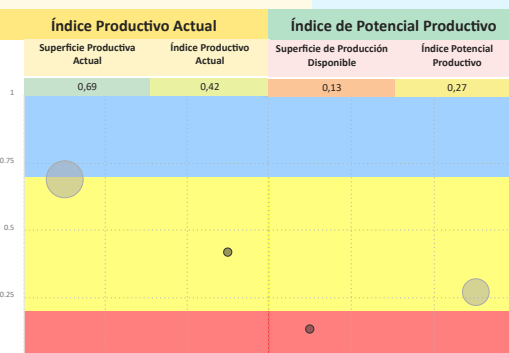 Índice Productivo Actual
Índice de Potencial Productivo
Superficie Productiva
Actual
Índice Productivo
Actual
Superficie de Producción
Disponible
Índice Potencial
Productivo
0,69
0,42
0,13
0,27
1
0.75
0.5
0.25